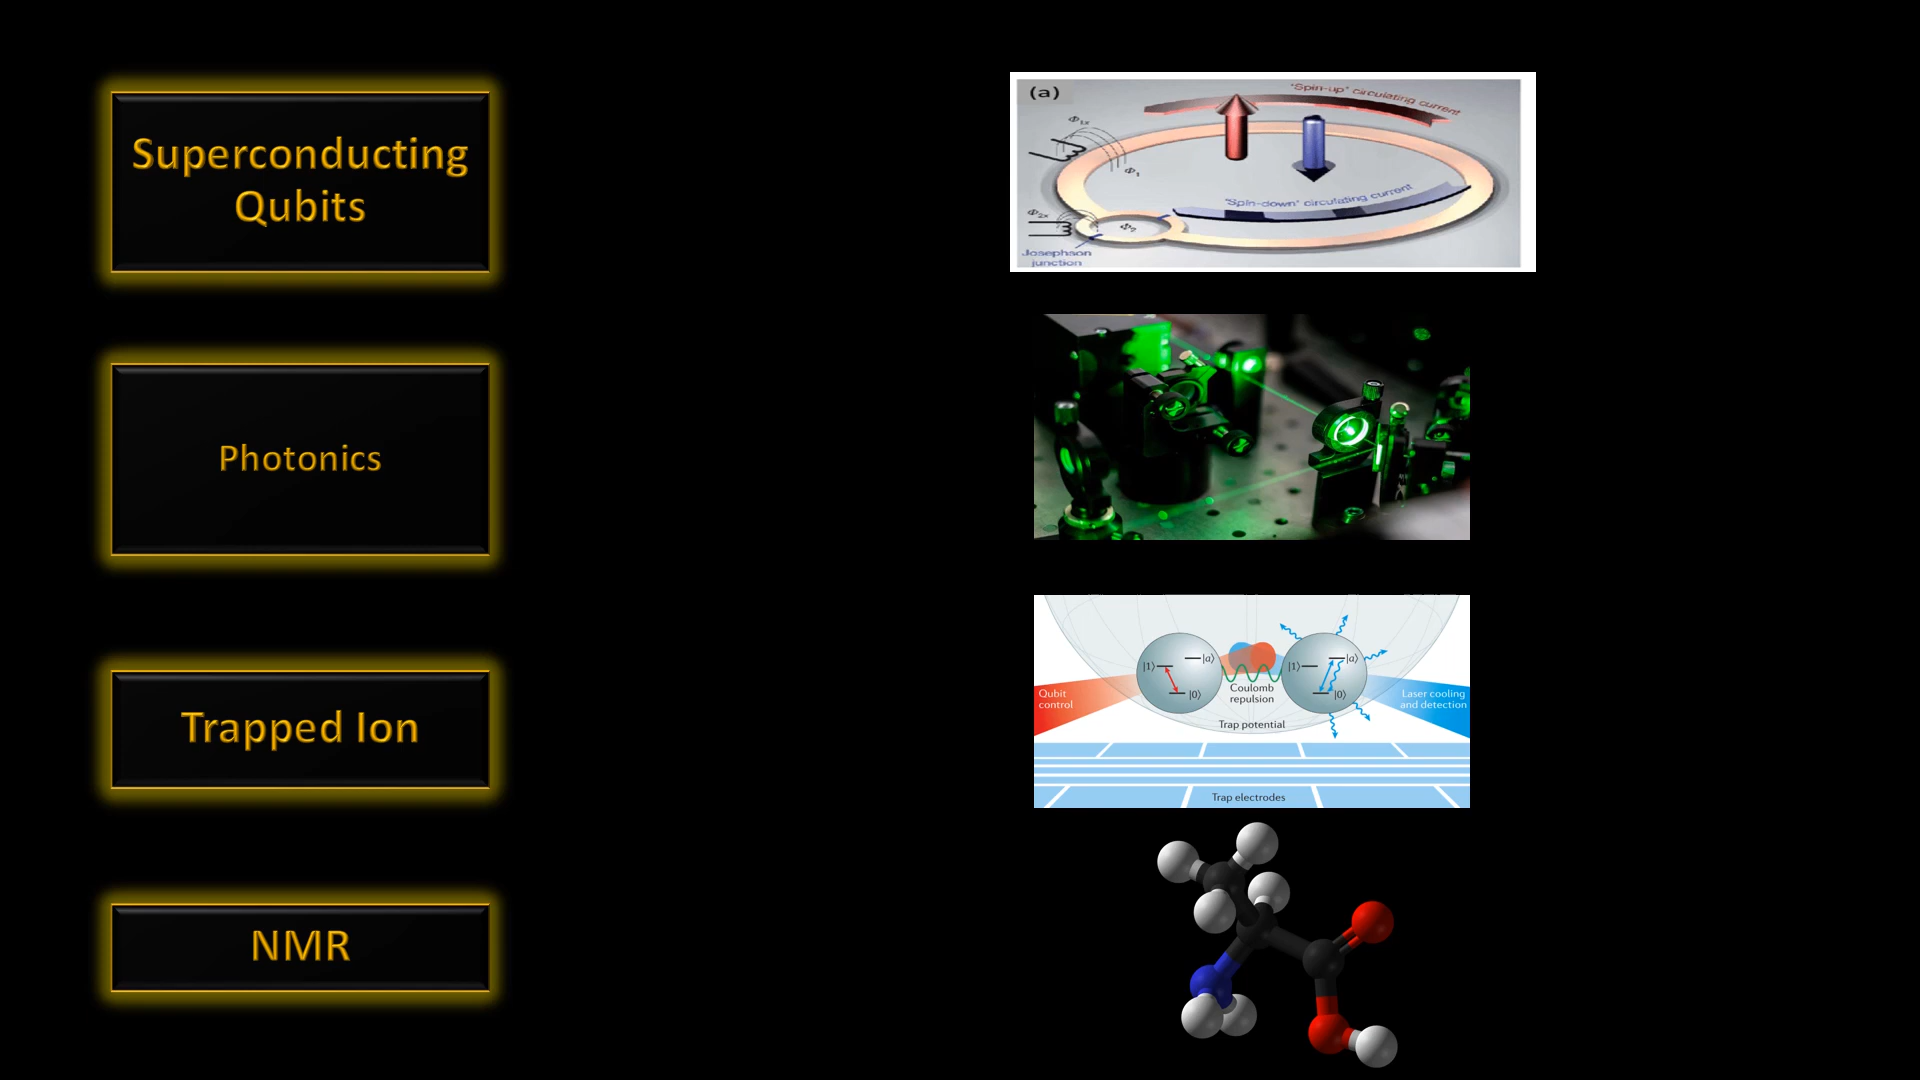 Superconducting
Qubits
(a)
"Spin-up" circulating current
"Spin-down" circulating current
Josephson
junction
Photonics
|1⟩
|a⟩
|0⟩
|1⟩
|a⟩
|0⟩
Qubit
control
Coulomb
repulsion
Laser cooling
and detection
Trap potential
Trap electrodes
Trapped Ion
NMR